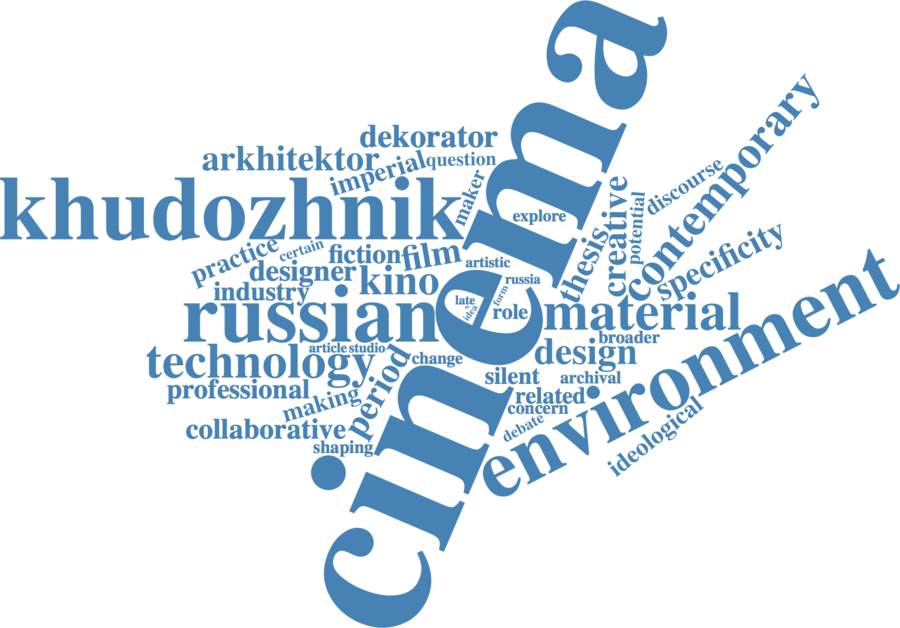 cinema
dekorator
arkhitektor
imperial
question
khudozhnik
maker
explore
contemporary
discourse
potential
creative
thesis
specificity
practice
certain
fiction
film
designer
kino
artistic
industry
russia
form
late
idea
role
russian
material
environment
broader
article
studio
technology
period
change
design
silent
archival
professional
making
related
concern
collaborative
debate
ideological
shaping